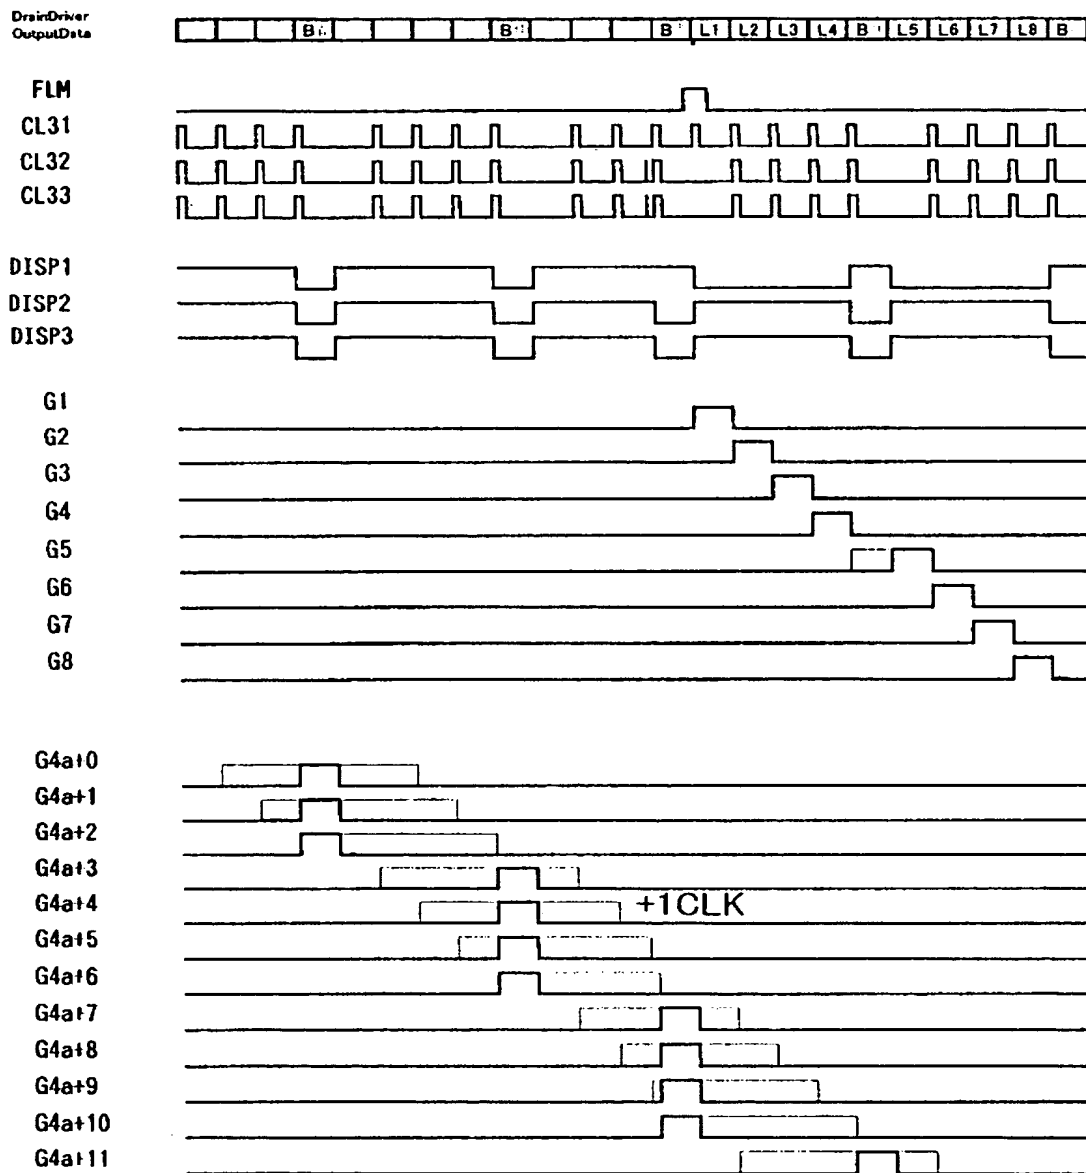 DrainDriver
OutputData
B B B L1 L2 L3 L4 B L5 L6 L7 L8 B
FLM
CL31
CL32
CL33
DISP1
DISP2
DISP3
G1
G2
G3
G4
G5
G6
G7
G8
G4a+0
G4a+1
G4a+2
G4a+3
G4a+4 +1CLK
G4a+5
G4a+6
G4a+7
G4a+8
G4a+9
G4a+10
G4a+11